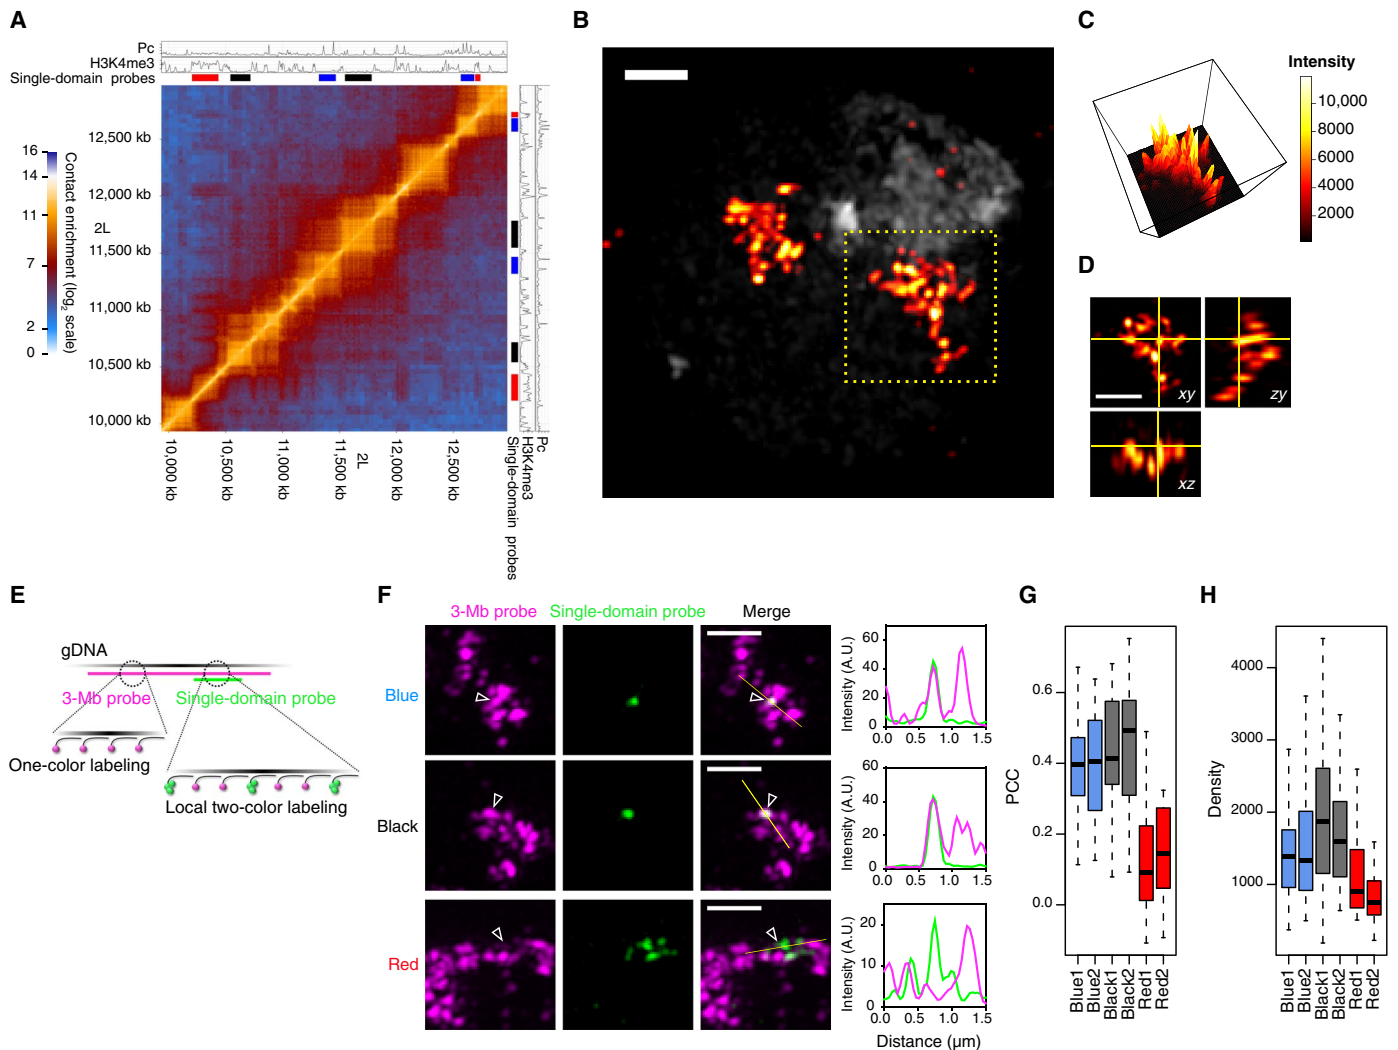 A
Pc
H3K4me3
Single-domain probes
12,500 kb
12,000 kb
2L
11,500 kb
11,000 kb
10,500 kb
10,000 kb
16
14
11
7
2
0
Contact enrichment (log2 scale)
10,000 kb
10,500 kb
11,000 kb
11,500 kb
2L
12,000 kb
12,500 kb
Single-domain probes
H3K4me3
Pc
B
C
Intensity
10,000
8000
6000
4000
2000
D
xy
zy
xz
E
gDNA
3-Mb probe
Single-domain probe
One-color labeling
Local two-color labeling
F
3-Mb probe
Single-domain probe
Merge
Blue
Intensity (A.U.)
60
40
20
0
0.0
0.5
1.0
1.5
Black
Intensity (A.U.)
60
40
20
0
0.0
0.5
1.0
1.5
Red
Intensity (A.U.)
20
10
0
0.0
0.5
1.0
1.5
Distance (µm)
G
PCC
0.6
0.4
0.2
0.0
Blue1
Blue2
Black1
Black2
Red1
Red2
H
Density
4000
3000
2000
1000
Blue1
Blue2
Black1
Black2
Red1
Red2